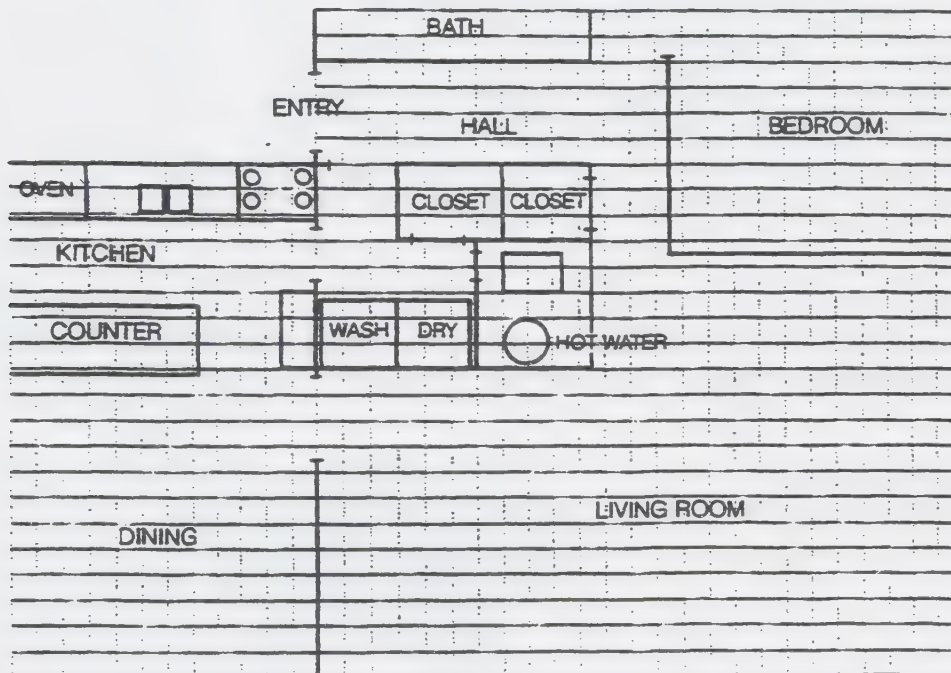 BATH
ENTRY
HALL
BEDROOM
OVEN
CLOSET
CLOSET
KITCHEN
COUNTER
WASH
DRY
HOT WATER
LIVING ROOM
DINING